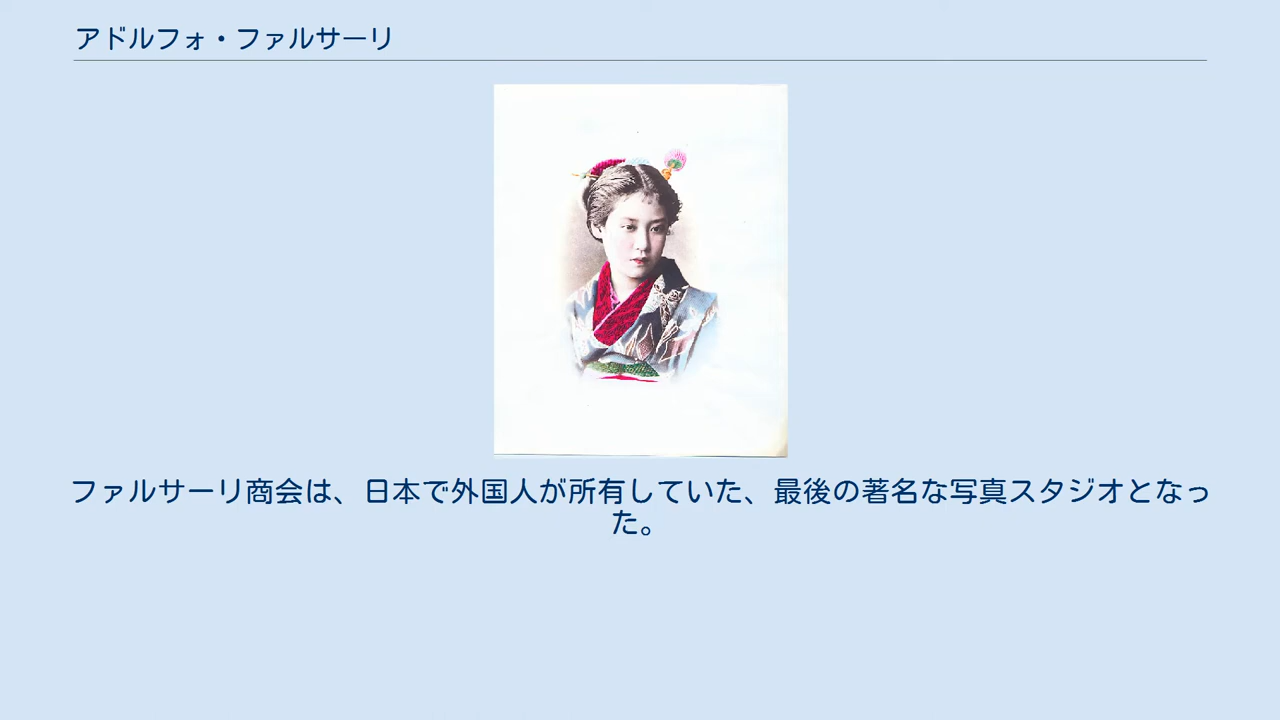 アドルフォ・ファルサーリ
ファルサーリ商会は、日本で外国人が所有していた、最後の著名な写真スタジオとなっ
た。